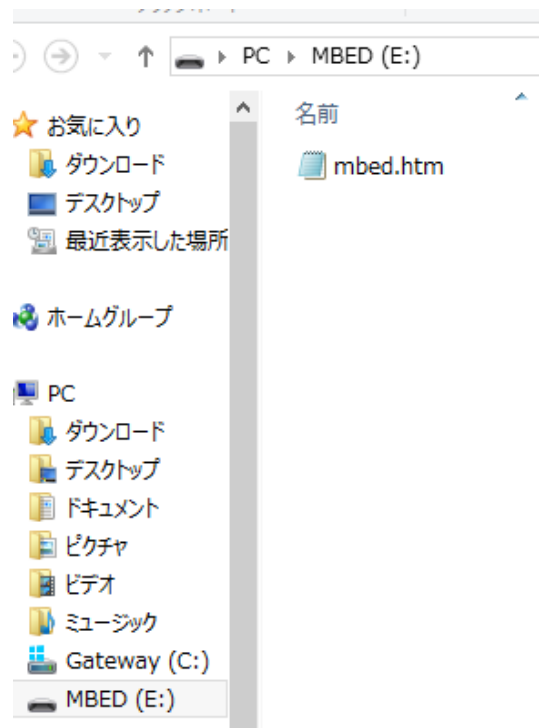 PC ▸ MBED (E:)
お気に入り
ダウンロード
デスクトップ
最近表示した場所
ホームグループ
PC
ダウンロード
デスクトップ
ドキュメント
ピクチャ
ビデオ
ミュージック
Gateway (C:)
MBED (E:)
名前
mbed.htm